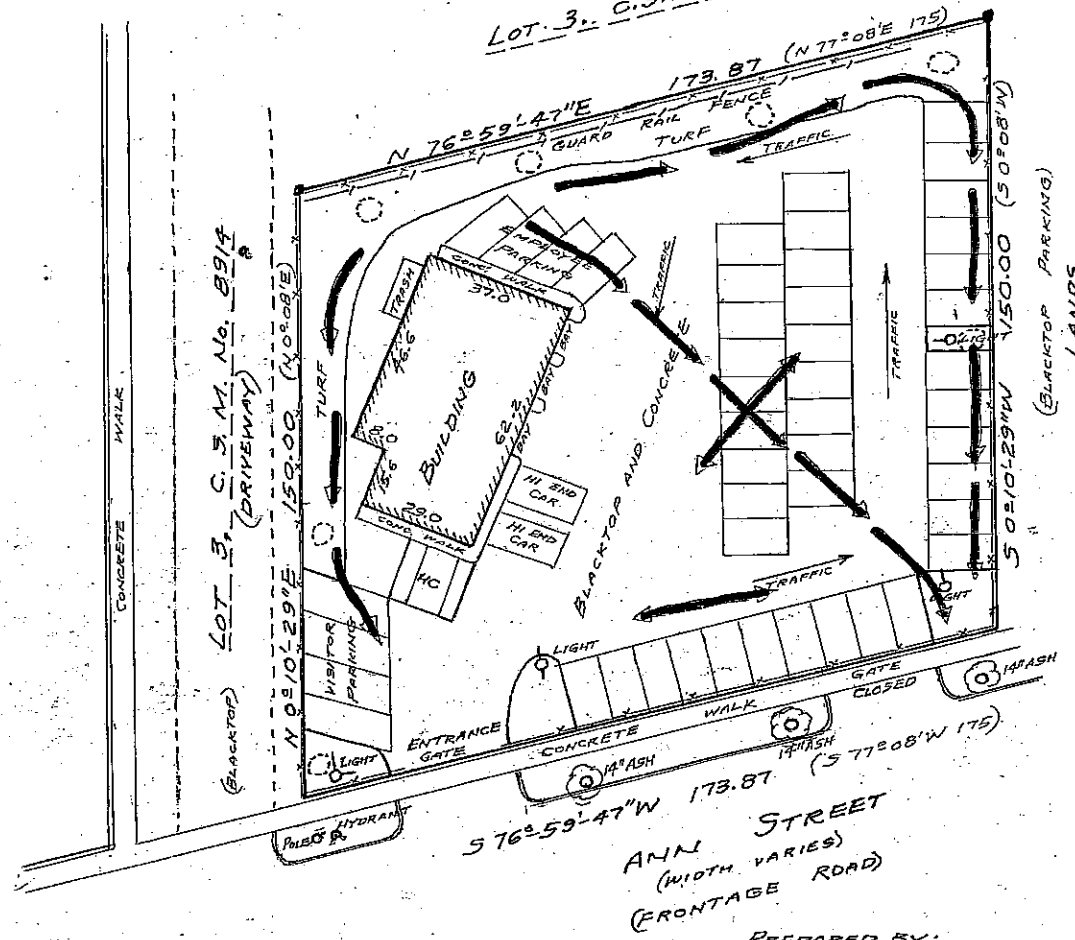 LOT 3,
N 76°-59'-47"E 173.87 (N 77°08'E 175)
GUARD RAIL FENCE
TURF
TRAFFIC
S 0°-10'-29"W 150.00 (S 0°08'W)
(BLACKTOP PARKING)
LANDS
CONCRETE WALK
LOT 3, C.S.M. No. 8914
(DRIVEWAY)
(BLACKTOP)
N 0°10'-29"E 150.00 (N 0°08'E)
TURF
TRASH
EMPLOYEE
PARKING
CONC WALK
37.0
46.6
BUILDING
62.2
BAY
BAY
BAY
8.0
15.6
29.0
CONC WALK
HC
HI END
CAR
HI END
CAR
TRAFFIC
BLACKTOP AND CONCRE E
TRAFFIC
LIGHT
TRAFFIC
LIGHT
VISITOR
PARKING
LIGHT
LIGHT
ENTRANCE
GATE
CONCRETE WALK
GATE
CLOSED
14" ASH
14" ASH
14" ASH
POLE
HYDRANT
S 76°-59'-47"W 173.87 (S 77°08'W 175)
ANN STREET
(WIDTH VARIES)
(FRONTAGE ROAD)
PREPARED BY: